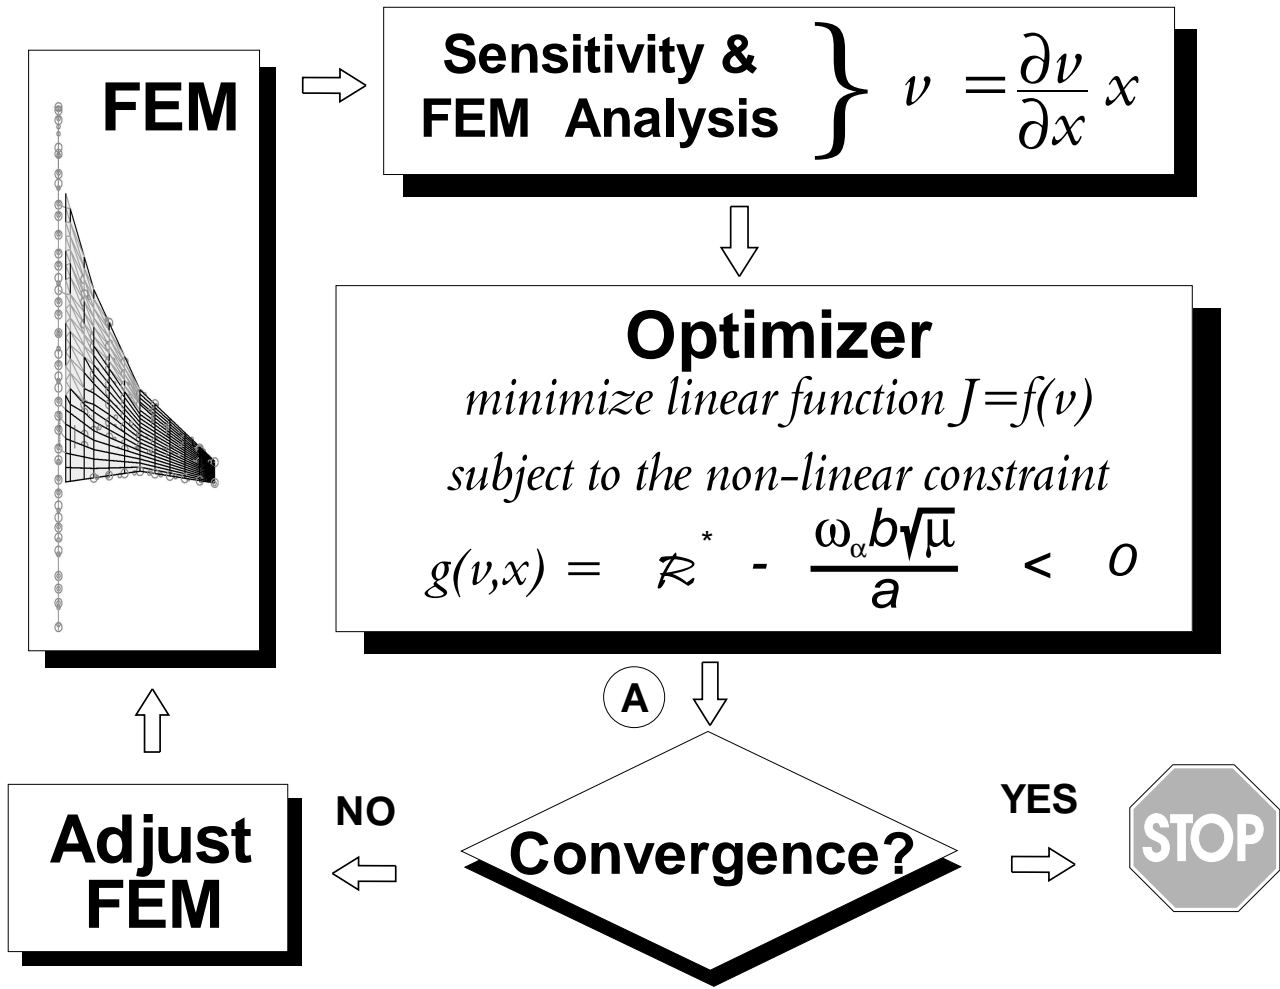 FEM
Sensitivity &
FEM Analysis } v = ∂v/∂x x
Optimizer
minimize linear function J=f(v)
subject to the non-linear constraint
g(v,x) = ℛ* - ω_α b√μ/a < 0
A
Convergence?
NO
YES
STOP
Adjust
FEM